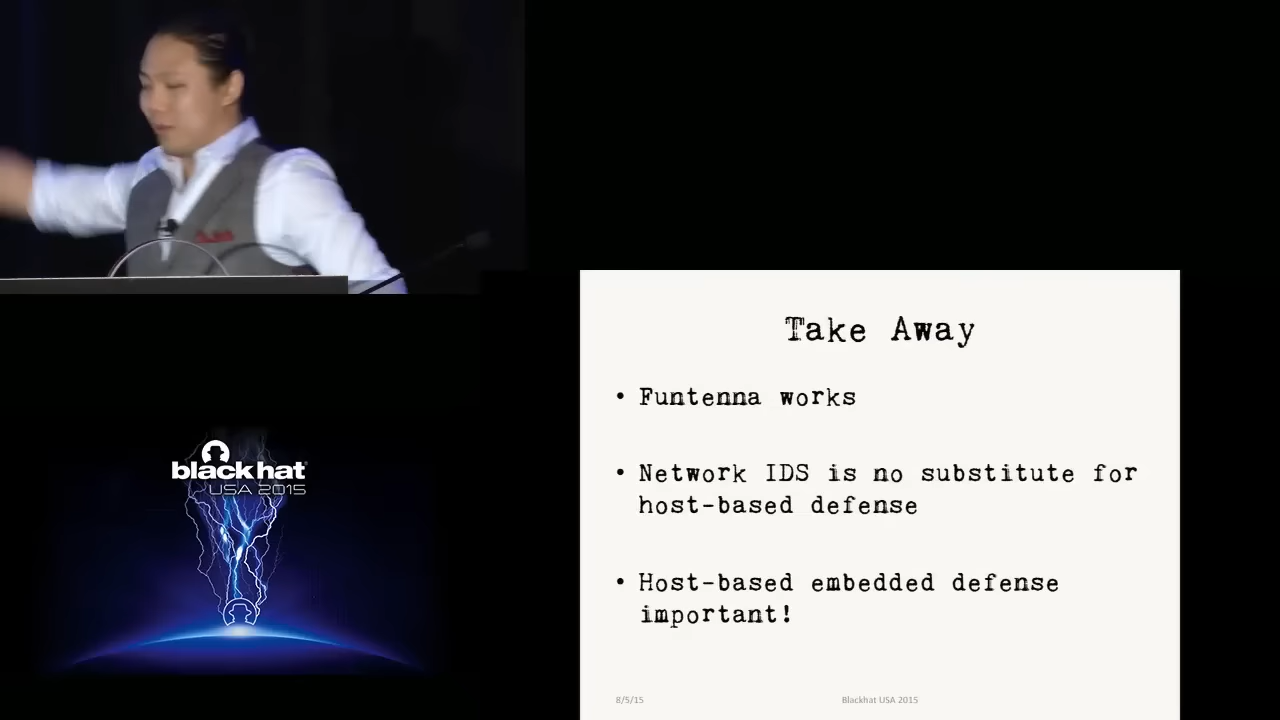 black hat
USA 2015
Take Away
• Funtenna works
• Network IDS is no substitute for
host-based defense
• Host-based embedded defense
important!
8/5/15
Blackhat USA 2015